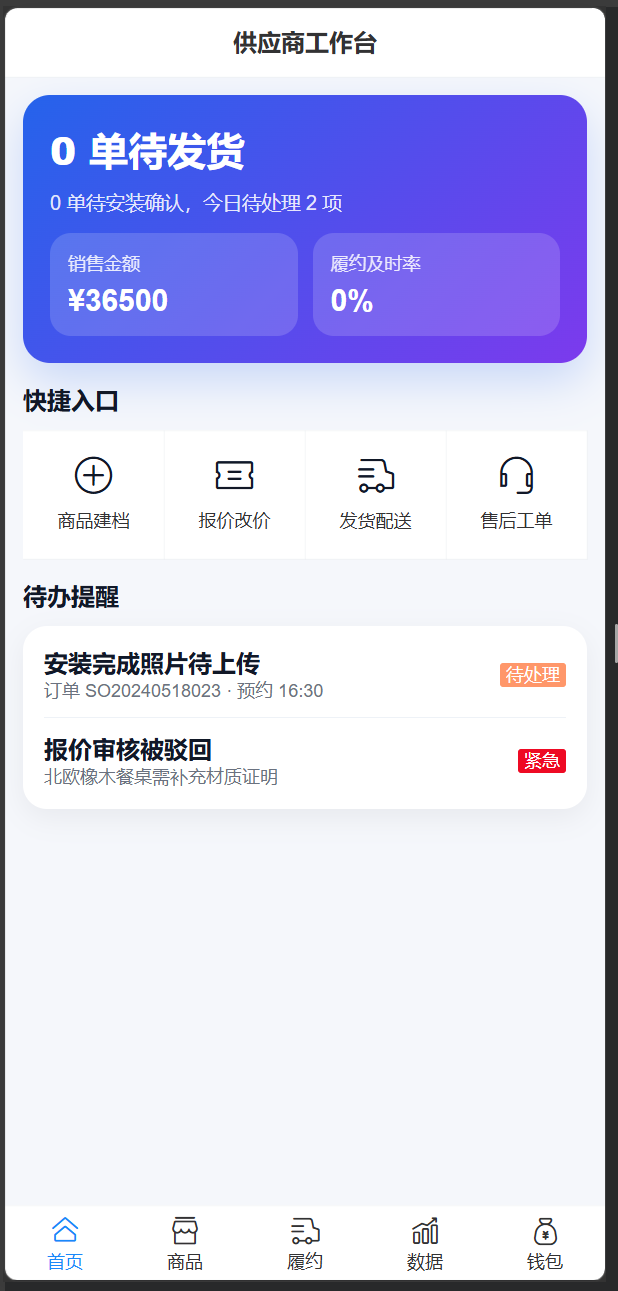 供应商工作台
0 单待发货
0 单待安装确认，今日待处理 2 项
销售金额 履约及时率
¥36500 0%
快捷入口
商品建档 报价改价 发货配送 售后工单
待办提醒
安装完成照片待上传
订单 SO20240518023 · 预约 16:30
待处理
报价审核被驳回
北欧橡木餐桌需补充材质证明
紧急
¥
首页 商品 履约 数据 钱包